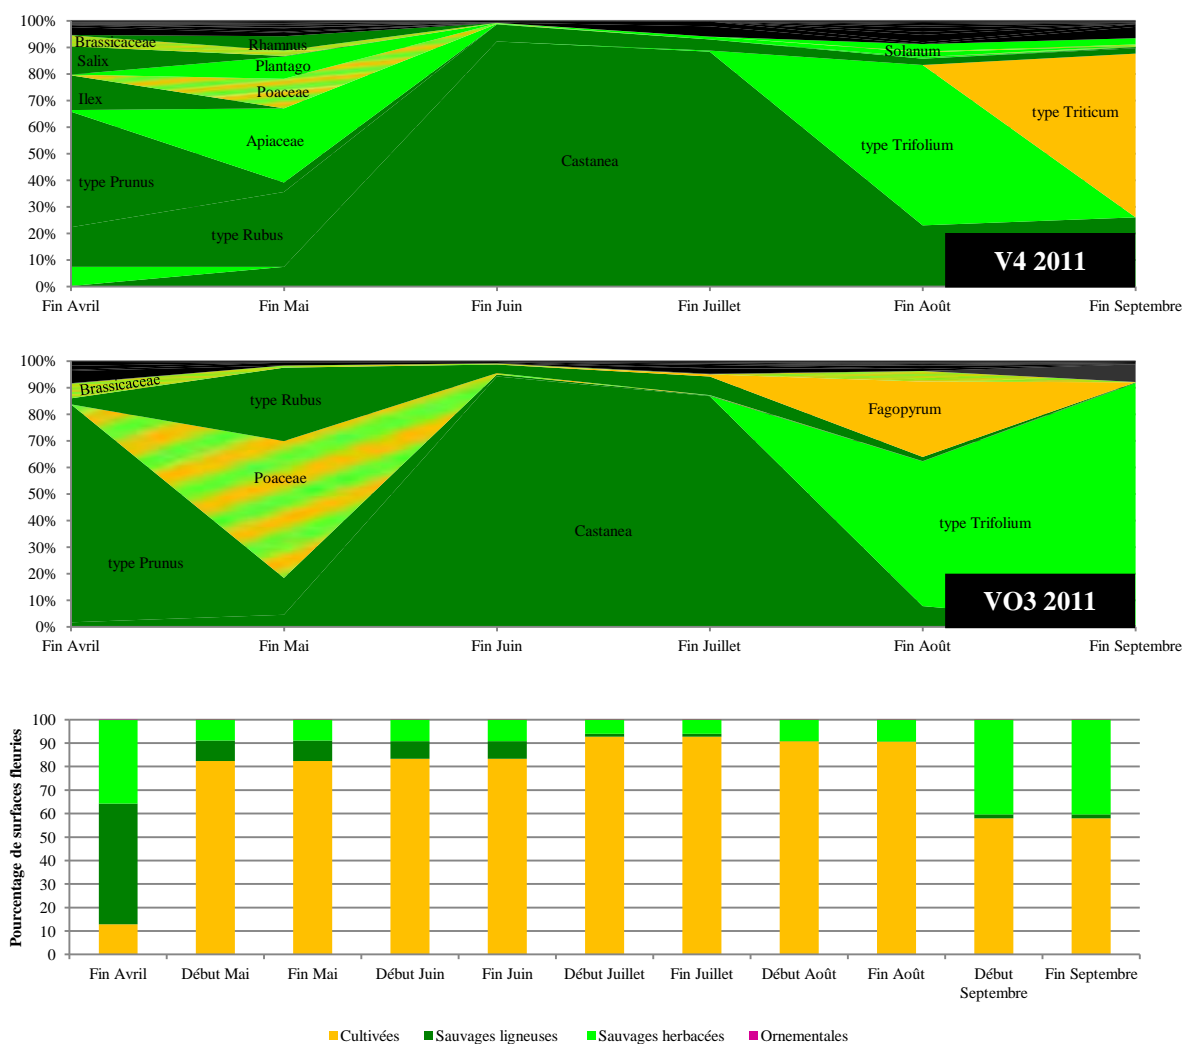 100%
90%
80%
70%
60%
50%
40%
30%
20%
10%
0%
Brassicaceae
Salix
Ilex
type Prunus
Rhamnus
Plantago
Poaceae
Apiaceae
type Rubus
Castanea
Solanum
type Trifolium
type Triticum
V4 2011
Fin Avril
Fin Mai
Fin Juin
Fin Juillet
Fin Août
Fin Septembre
100%
90%
80%
70%
60%
50%
40%
30%
20%
10%
0%
Brassicaceae
type Rubus
Poaceae
type Prunus
Castanea
Fagopyrum
type Trifolium
VO3 2011
Fin Avril
Fin Mai
Fin Juin
Fin Juillet
Fin Août
Fin Septembre
Pourcentage de surfaces fleuries
100
90
80
70
60
50
40
30
20
10
0
Fin Avril
Début Mai
Fin Mai
Début Juin
Fin Juin
Début Juillet
Fin Juillet
Début Août
Fin Août
Début
Septembre
Fin Septembre
Cultivées
Sauvages ligneuses
Sauvages herbacées
Ornementales